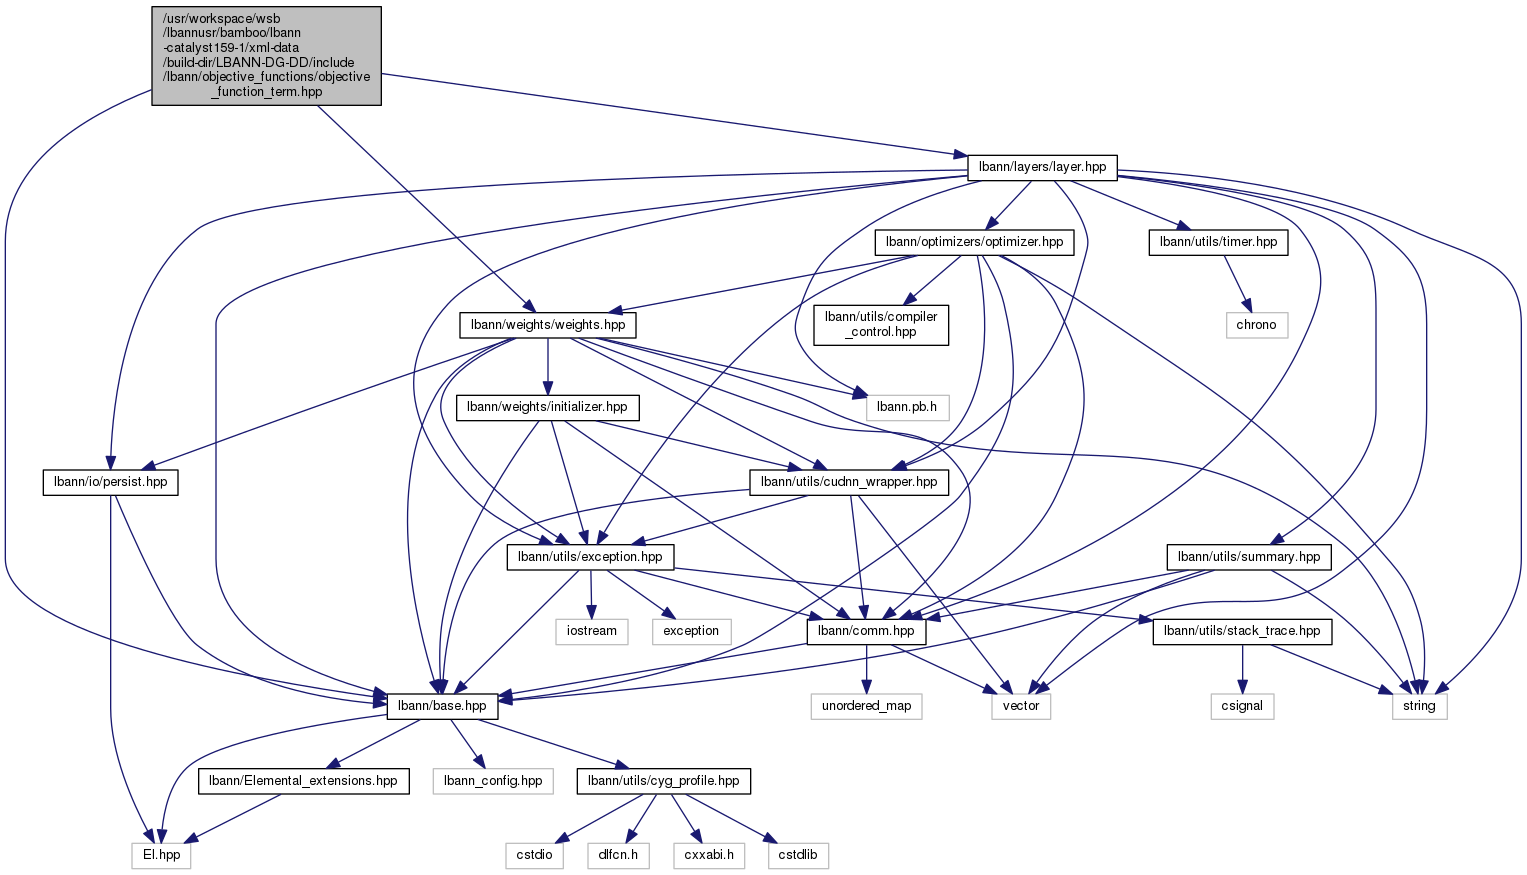 /usr/workspace/wsb
/lbannusr/bamboo/lbann
-catalyst159-1/xml-data
/build-dir/LBANN-DG-DD/include
/lbann/objective_functions/objective
_function_term.hpp
lbann/layers/layer.hpp
lbann/optimizers/optimizer.hpp
lbann/utils/timer.hpp
lbann/weights/weights.hpp
lbann/utils/compiler
_control.hpp
chrono
lbann/weights/initializer.hpp
lbann.pb.h
lbann/io/persist.hpp
lbann/utils/cudnn_wrapper.hpp
lbann/utils/exception.hpp
lbann/utils/summary.hpp
iostream
exception
lbann/comm.hpp
lbann/utils/stack_trace.hpp
lbann/base.hpp
unordered_map
vector
csignal
string
lbann/Elemental_extensions.hpp
lbann_config.hpp
lbann/utils/cyg_profile.hpp
El.hpp
cstdio
dlfcn.h
cxxabi.h
cstdlib